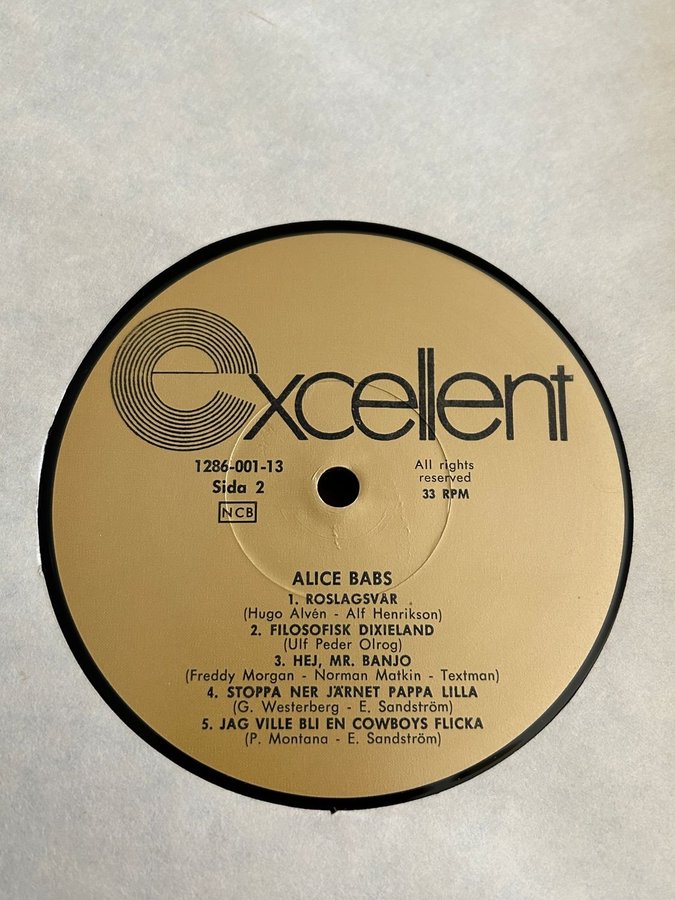 excellent
1286-001-13
Sida 2
NCB
All rights
reserved
33 RPM
ALICE BABS
1. ROSLAGSVÅR
(Hugo Alvén - Alf Henrikson)
2. FILOSOFISK DIXIELAND
(Ulf Peder Olrog)
3. HEJ, MR. BANJO
(Freddy Morgan - Norman Matkin - Textman)
4. STOPPA NER JÄRNET PAPPA LILLA
(G. Westerberg - E. Sandström)
5. JAG VILLE BLI EN COWBOYS FLICKA
(P. Montana - E. Sandström)